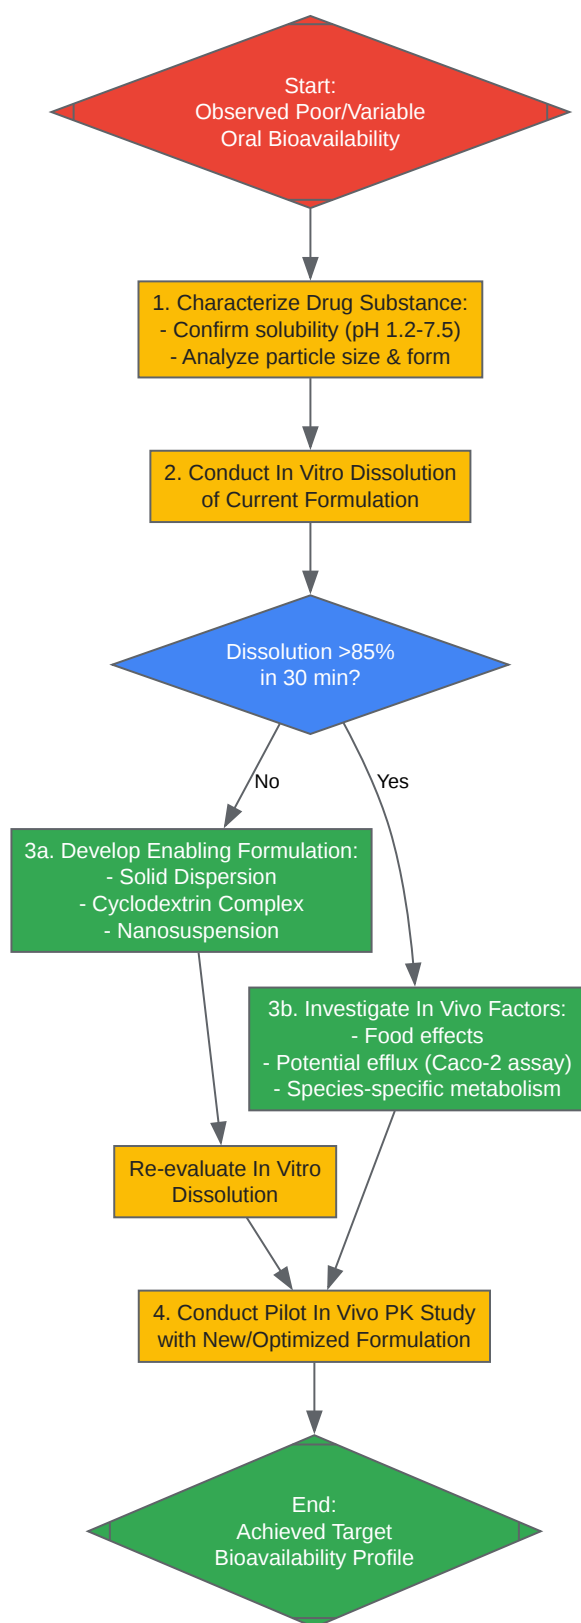 Start:
Observed Poor/Variable
Oral Bioavailability
1. Characterize Drug Substance:
- Confirm solubility (pH 1.2-7.5)
- Analyze particle size & form
2. Conduct In Vitro Dissolution
of Current Formulation
Dissolution >85%
in 30 min?
No
Yes
3a. Develop Enabling Formulation:
- Solid Dispersion
- Cyclodextrin Complex
- Nanosuspension
3b. Investigate In Vivo Factors:
- Food effects
- Potential efflux (Caco-2 assay)
- Species-specific metabolism
Re-evaluate In Vitro
Dissolution
4. Conduct Pilot In Vivo PK Study
with New/Optimized Formulation
End:
Achieved Target
Bioavailability Profile